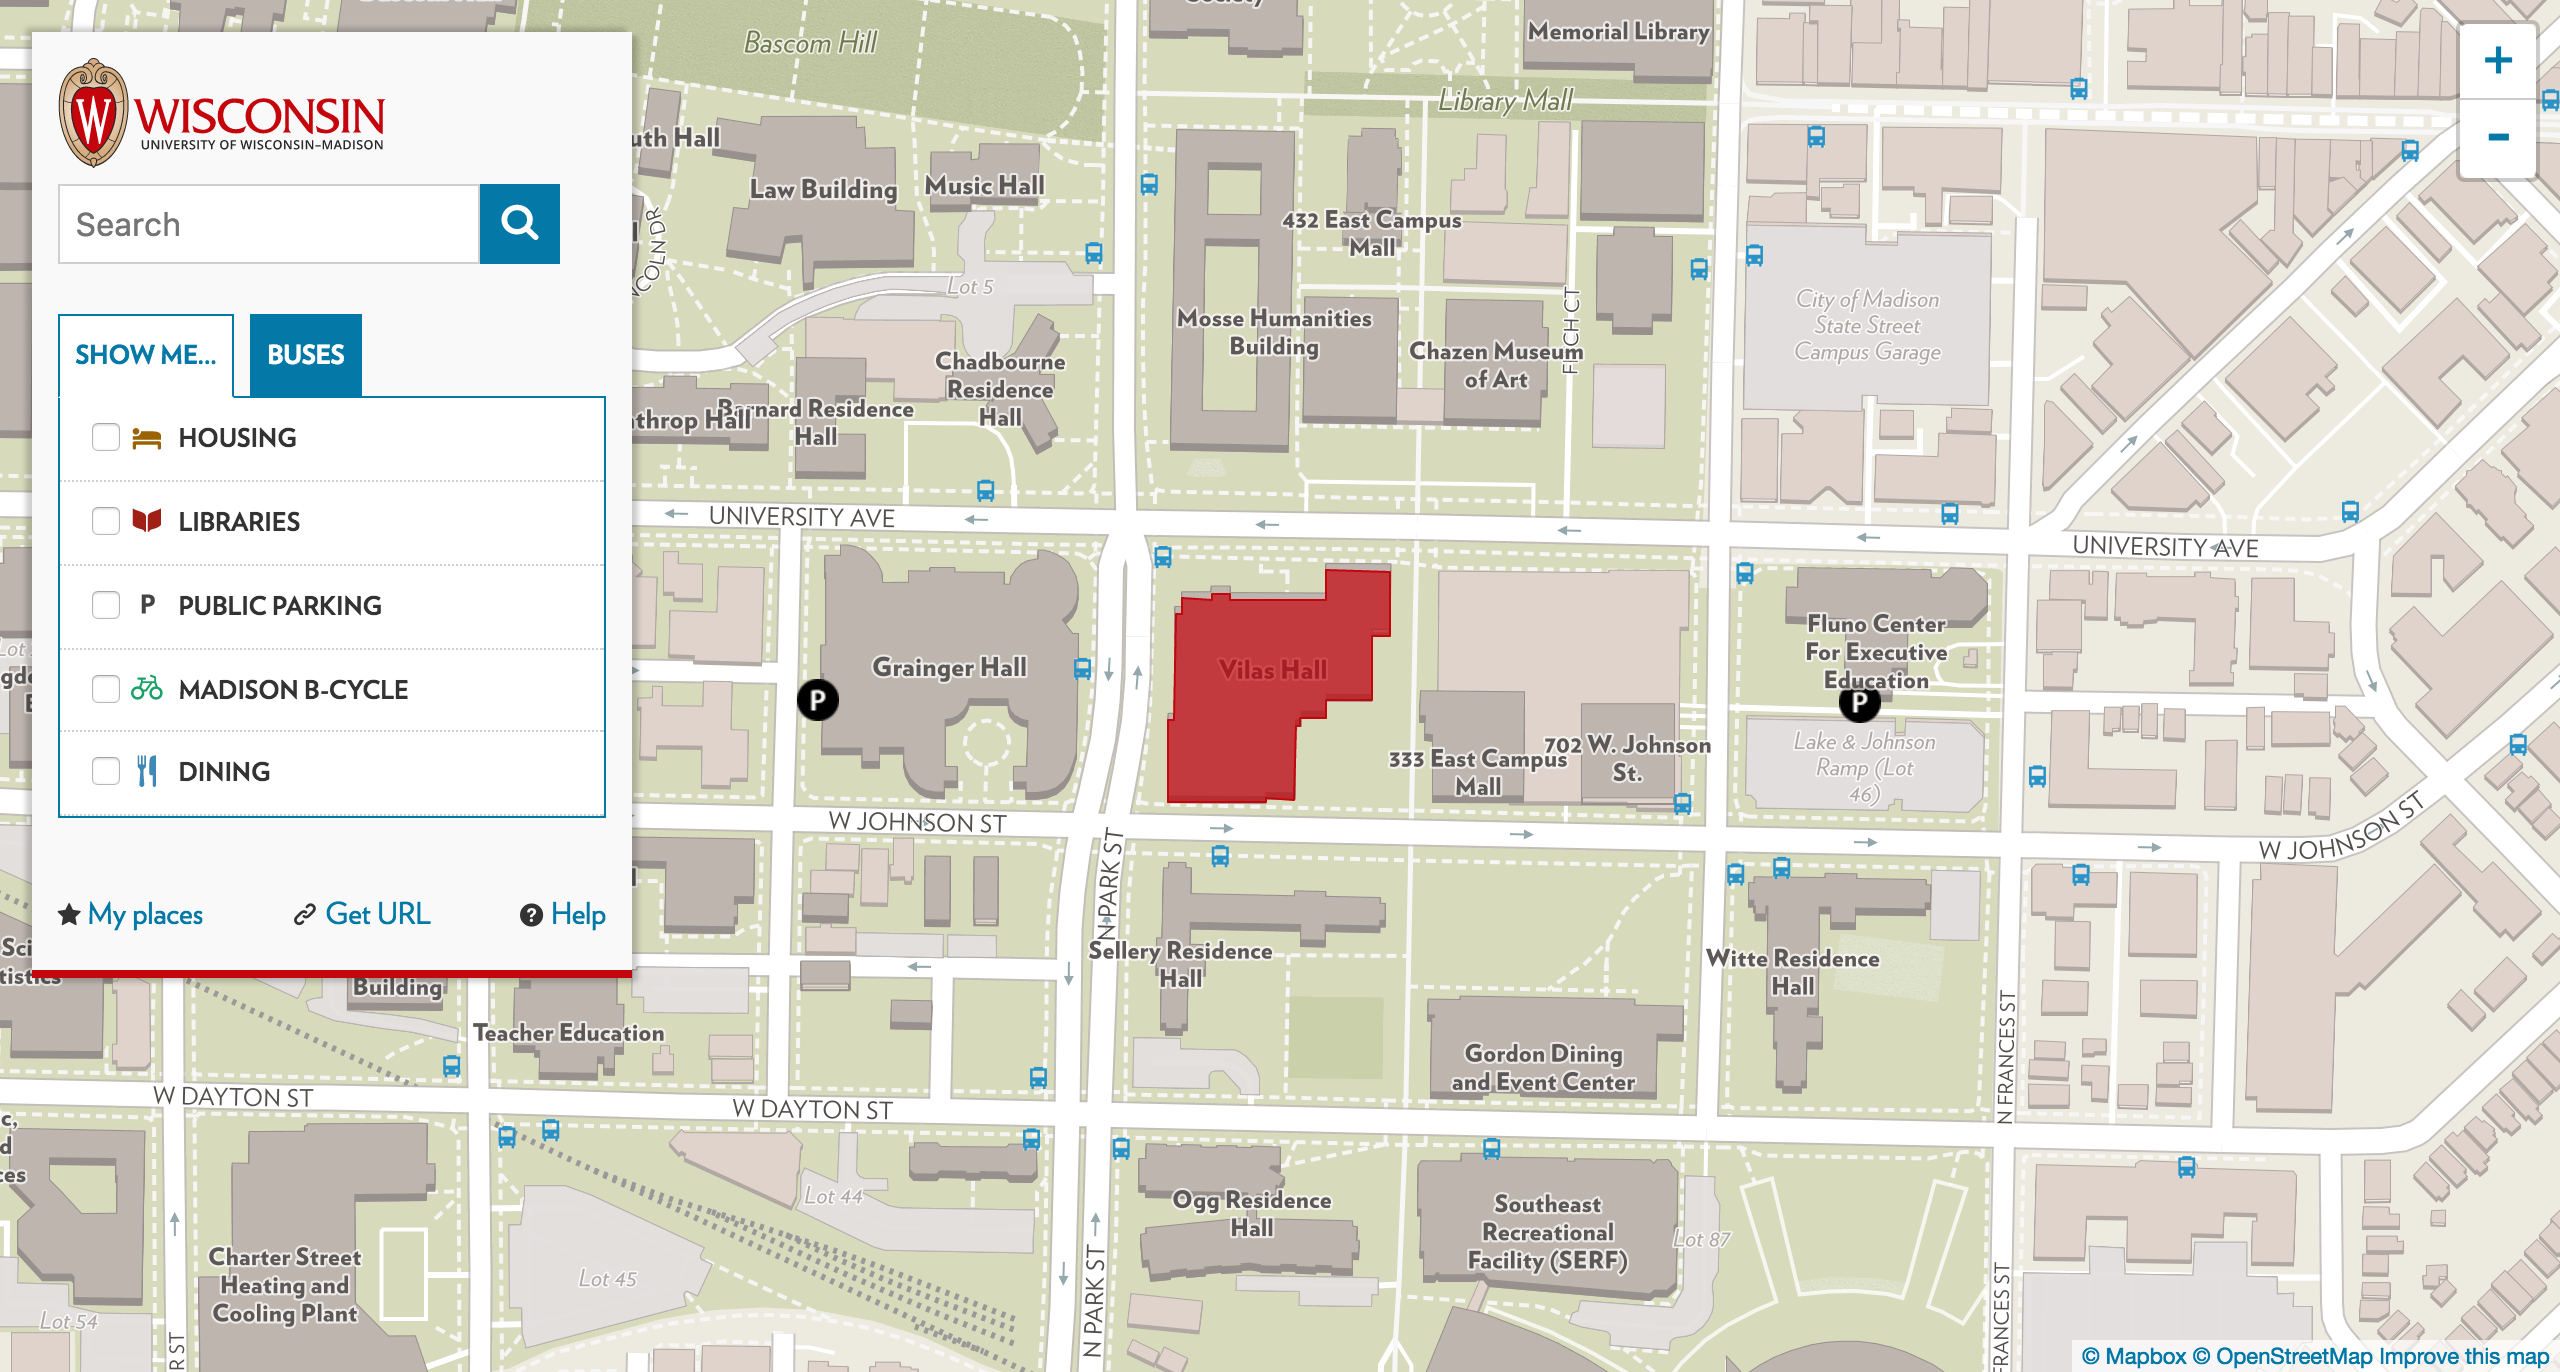 WISCONSIN
UNIVERSITY OF WISCONSIN–MADISON
Search
SHOW ME...
BUSES
HOUSING
LIBRARIES
P PUBLIC PARKING
MADISON B-CYCLE
DINING
My places
Get URL
Help
Bascom Hill
Memorial Library
Library Mall
Law Building
Music Hall
432 East Campus
Mall
Lot 5
City of Madison
State Street
Campus Garage
Mosse Humanities
Building
Chazen Museum
of Art
Chadbourne
Residence
Hall
Barnard Residence
Hall
UNIVERSITY AVE
UNIVERSITY AVE
Grainger Hall
Vilas Hall
Fluno Center
For Executive
Education
P
P
333 East Campus
Mall
702 W. Johnson
St.
Lake & Johnson
Ramp (Lot
46)
W JOHNSON ST
W JOHNSON ST
N PARK ST
Sellery Residence
Hall
Witte Residence
Hall
Building
Teacher Education
Gordon Dining
and Event Center
N FRANCES ST
W DAYTON ST
W DAYTON ST
Lot 44
Ogg Residence
Hall
Southeast
Recreational
Facility (SERF)
Lot 87
Charter Street
Heating and
Cooling Plant
Lot 45
Lot 54
N PARK ST
FRANCES ST
R ST
+
−
© Mapbox © OpenStreetMap Improve this map